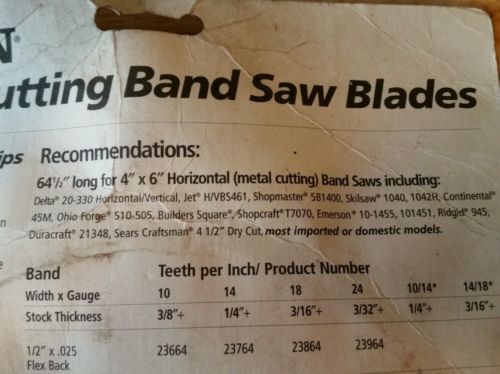 N®
utting Band Saw Blades
ips Recommendations:
64½" long for 4" x 6" Horizontal (metal cutting) Band Saws including:
Delta® 20-330 Horizontal/Vertical, Jet® H/VBS461, Shopmaster® SB1400, Skilsaw® 1040, 1042H, Continental®
45M, Ohio Forge® 510-505, Builders Square®, Shopcraft® T7070, Emerson® 10-1455, 101451, Ridgid® 945,
Duracraft® 21348, Sears Craftsman® 4 1/2" Dry Cut, most imported or domestic models.
Band Teeth per Inch/ Product Number
Width x Gauge 10 14 18 24 10/14* 14/18*
Stock Thickness 3/8"+ 1/4"+ 3/16"+ 3/32"+ 1/4"+ 3/16"+
1/2" x .025 23664 23764 23864 23964
Flex Back